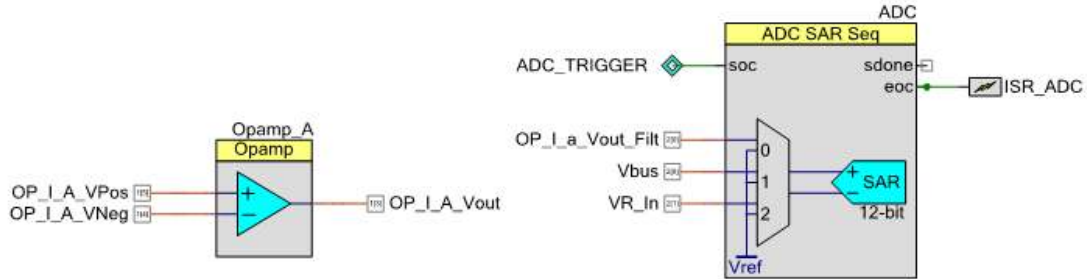 ADC
ADC SAR Seq
ADC_TRIGGER
soc
sdone
eoc
ISR_ADC
Opamp_A
Opamp
OP_I_A_VPos
+
OP_I_A_VNeg
−
OP_I_A_Vout
OP_I_a_Vout_Filt
0
Vbus
1
VR_In
2
+
SAR
−
12-bit
Vref